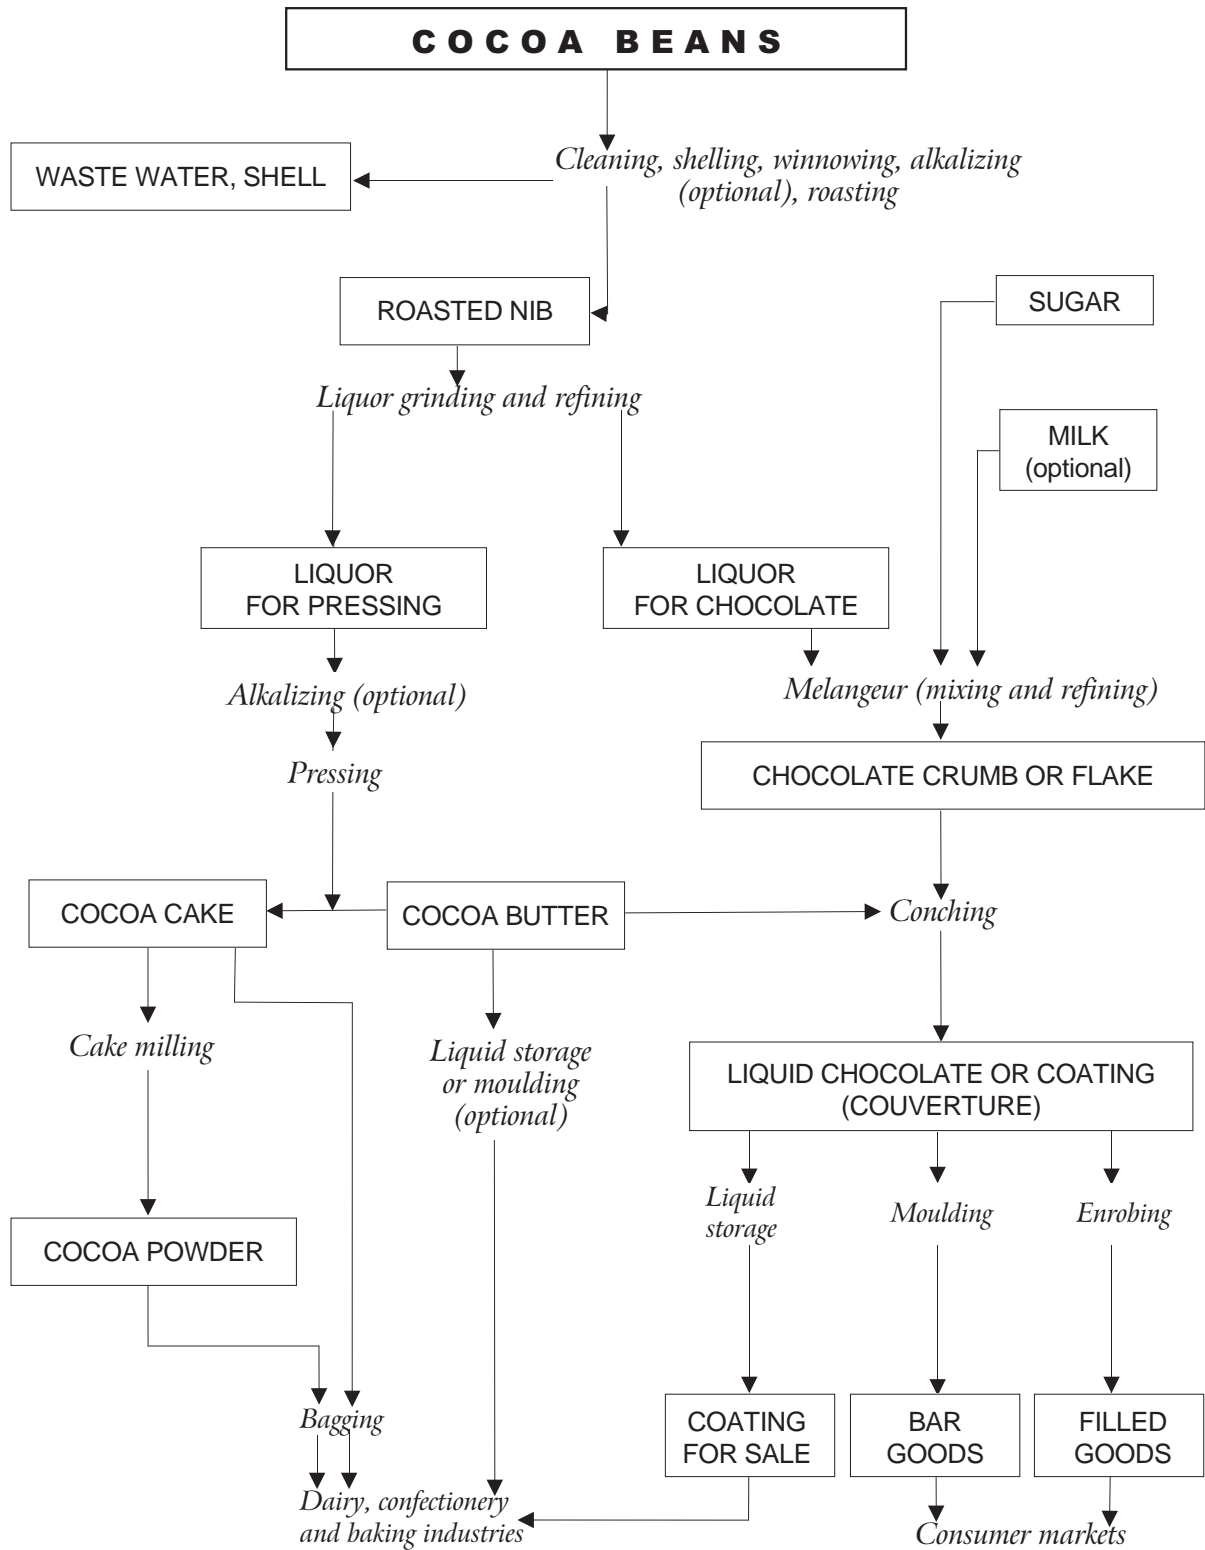 COCOA BEANS
Cleaning, shelling, winnowing, alkalizing
(optional), roasting
WASTE WATER, SHELL
ROASTED NIB
SUGAR
Liquor grinding and refining
MILK
(optional)
LIQUOR
FOR PRESSING
LIQUOR
FOR CHOCOLATE
Alkalizing (optional)
Melangeur (mixing and refining)
Pressing
CHOCOLATE CRUMB OR FLAKE
COCOA CAKE
COCOA BUTTER
Conching
Cake milling
Liquid storage
or moulding
(optional)
LIQUID CHOCOLATE OR COATING
(COUVERTURE)
Liquid
storage
Moulding
Enrobing
COCOA POWDER
Bagging
COATING
FOR SALE
BAR
GOODS
FILLED
GOODS
Dairy, confectionery
and baking industries
Consumer markets